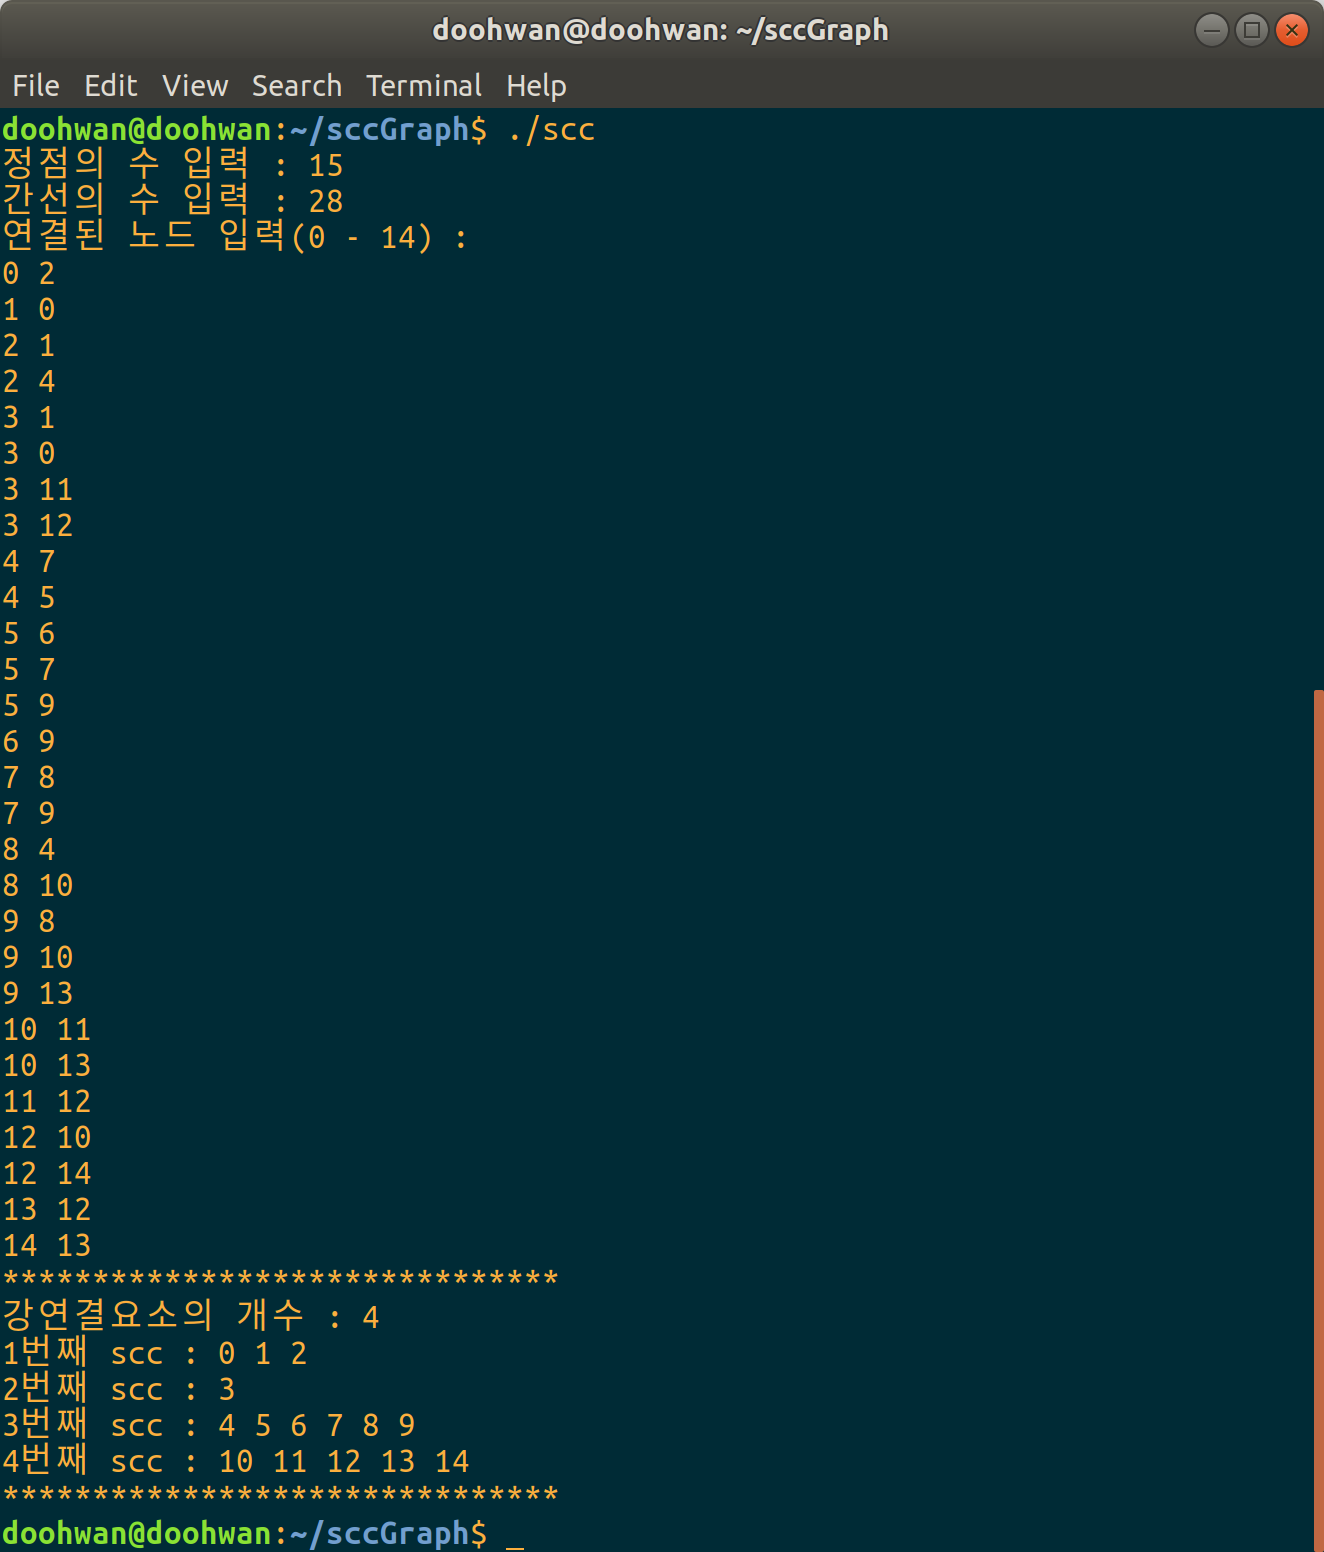 doohwan@doohwan: ~/sccGraph
File Edit View Search Terminal Help
doohwan@doohwan:~/sccGraph$ ./scc
정점의 수 입력 : 15
간선의 수 입력 : 28
연결된 노드 입력(0 - 14) :
0 2
1 0
2 1
2 4
3 1
3 0
3 11
3 12
4 7
4 5
5 6
5 7
5 9
6 9
7 8
7 9
8 4
8 10
9 8
9 10
9 13
10 11
10 13
11 12
12 10
12 14
13 12
14 13
*******************************
강연결요소의 개수 : 4
1번째 scc : 0 1 2
2번째 scc : 3
3번째 scc : 4 5 6 7 8 9
4번째 scc : 10 11 12 13 14
*******************************
doohwan@doohwan:~/sccGraph$ _